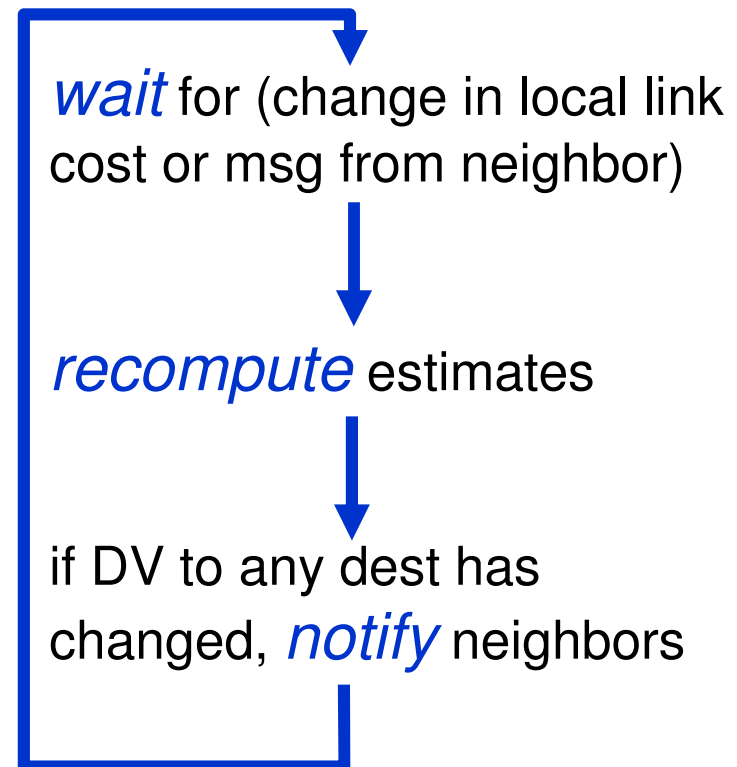 wait for (change in local link
cost or msg from neighbor)
recompute estimates
if DV to any dest has
changed, notify neighbors